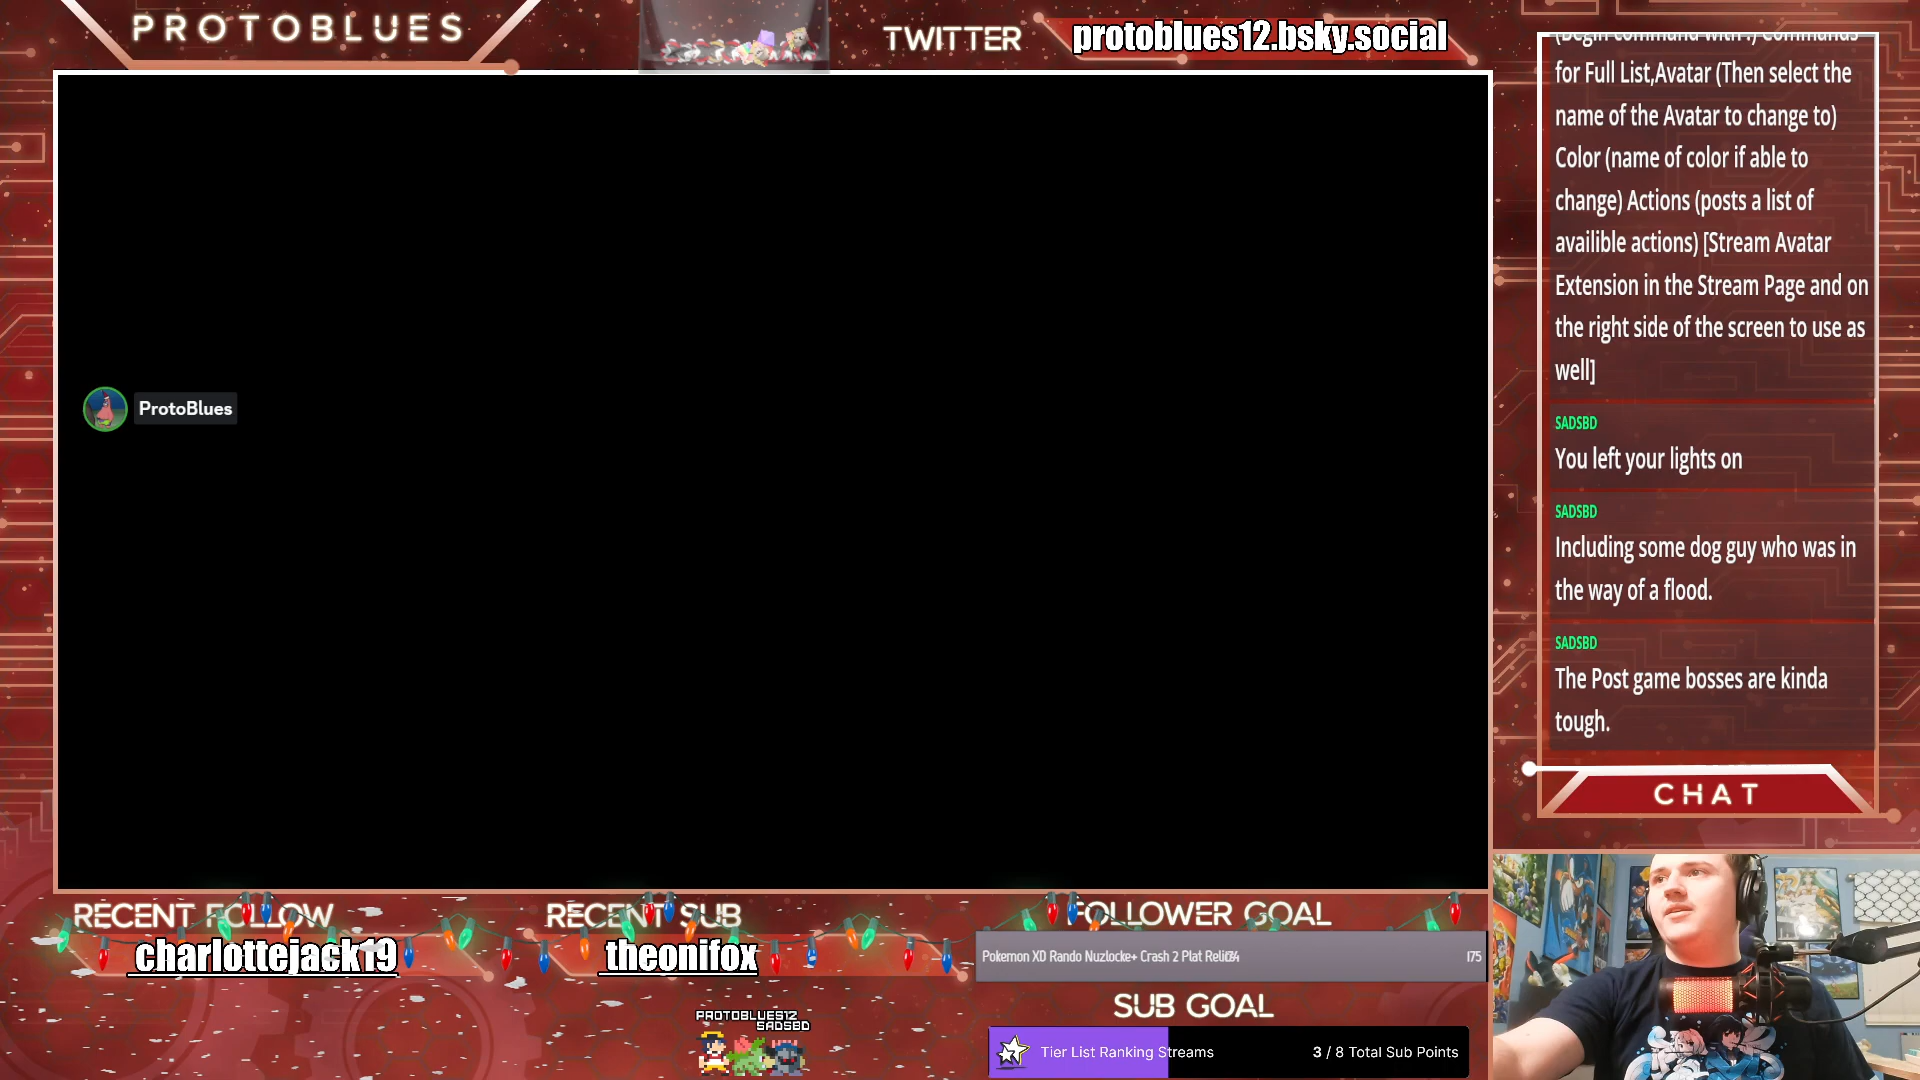 PROTOBLUES
TWITTER
protoblues12.bsky.social
(Begin command with !) Commands
for Full List,Avatar (Then select the
name of the Avatar to change to)
Color (name of color if able to
change) Actions (posts a list of
availible actions) [Stream Avatar
Extension in the Stream Page and on
the right side of the screen to use as
well]
SADSBD
You left your lights on
SADSBD
Including some dog guy who was in
the way of a flood.
SADSBD
The Post game bosses are kinda
tough.
CHAT
ProtoBlues
RECENT FOLLOW
charlottejack19
RECENT SUB
theonifox
FOLLOWER GOAL
Pokemon XD Rando Nuzlocke+ Crash 2 Plat Relic
175
SUB GOAL
Tier List Ranking Streams
3 / 8 Total Sub Points
PROTOBLUES12
SADSBD